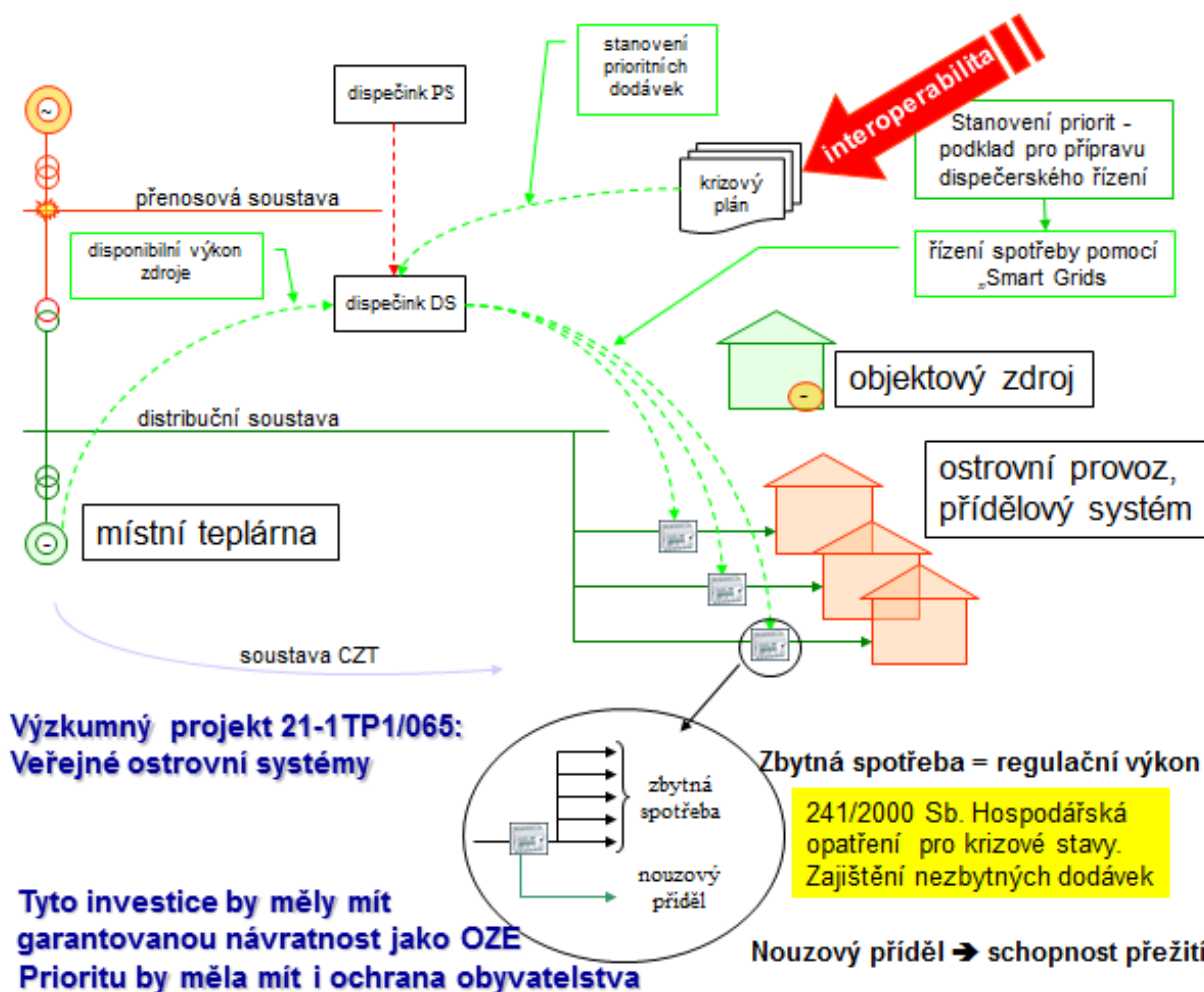 stanovení
prioritních
dodávek
dispečink PS
interoperabilita
Stanovení priorit -
podklad pro přípravu
dispečerského řízení
~
krizový
plán
přenosová soustava
disponibilní výkon
zdroje
řízení spotřeby pomocí
„Smart Grids
dispečink DS
objektový zdroj
-
distribuční soustava
ostrovní provoz,
přídělový systém
místní teplárna
-
soustava CZT
Výzkumný projekt 21-1TP1/065:
Veřejné ostrovní systémy
zbytná
spotřeba
nouzový
příděl
Zbytná spotřeba = regulační výkon
241/2000 Sb. Hospodářská
opatření pro krizové stavy.
Zajištění nezbytných dodávek
Tyto investice by měly mít
garantovanou návratnost jako OZE
Prioritu by měla mít i ochrana obyvatelstva
Nouzový příděl ➔ schopnost přežití